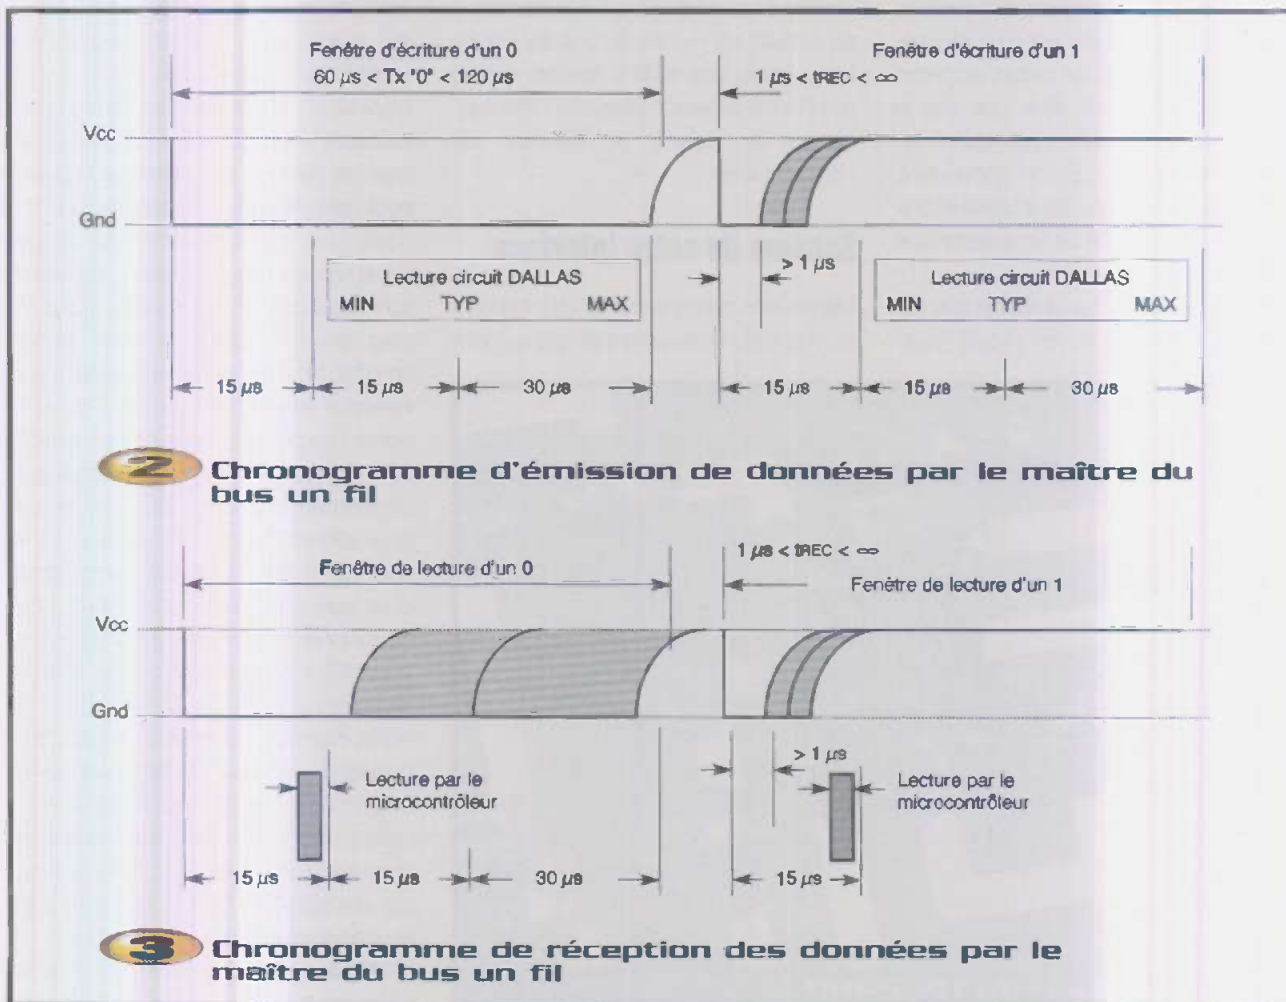 Fenêtre d'écriture d'un 0
60 µs < Tx "0" < 120 µs
Fenêtre d'écriture d'un 1
1 µs < tREC < ∞
Vcc
Gnd
> 1 µs
Lecture circuit DALLAS
MIN TYP MAX
Lecture circuit DALLAS
MIN TYP MAX
15 µs 15 µs 30 µs 15 µs 15 µs 30 µs
2 Chronogramme d'émission de données par le maître du
bus un fil
1 µs < tREC < ∞
Fenêtre de lecture d'un 0
Fenêtre de lecture d'un 1
Vcc
Gnd
> 1 µs
Lecture par le
microcontrôleur
Lecture par le
microcontrôleur
15 µs 15 µs 30 µs 15 µs
3 Chronogramme de réception des données par le
maître du bus un fil